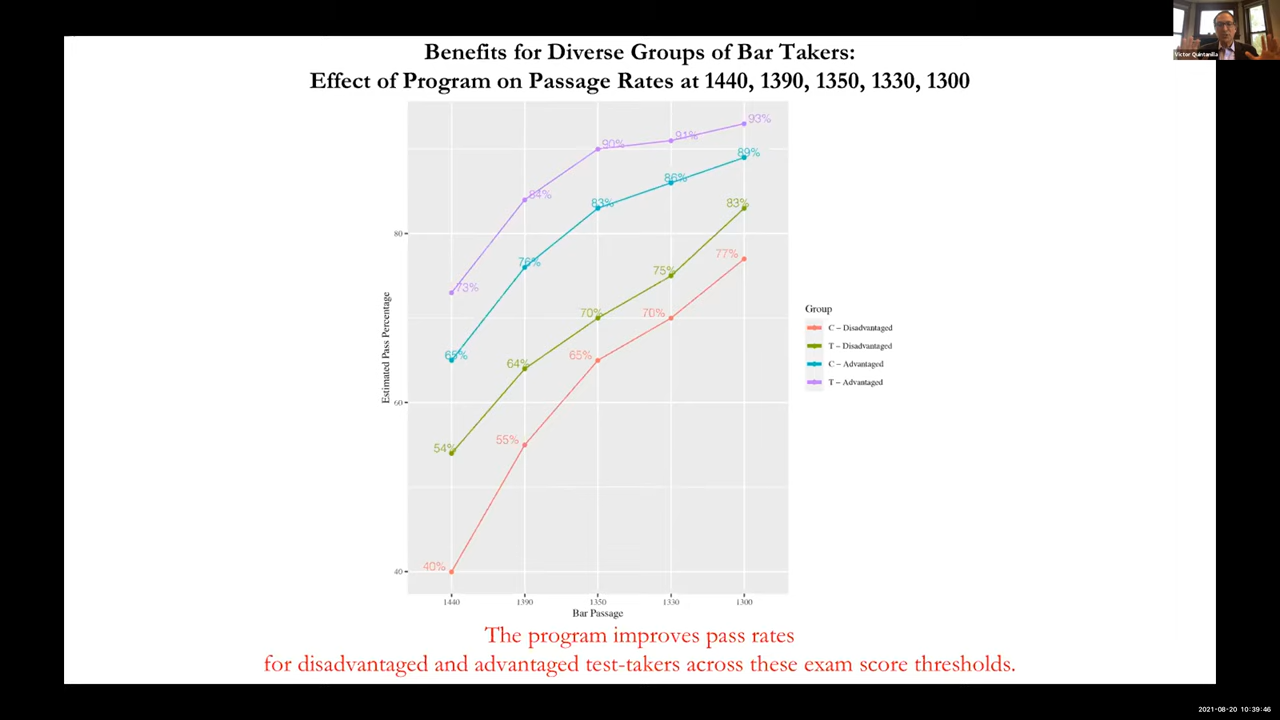 Victor Quintanilla
Benefits for Diverse Groups of Bar Takers:
Effect of Program on Passage Rates at 1440, 1390, 1350, 1330, 1300
93%
91%
90%
89%
86%
84%
83%
83%
80
77%
76%
75%
73%
70%
70%
65%
65%
64%
60
55%
54%
40%
40
Estimated Pass Percentage
1440 1390 1350 1330 1300
Bar Passage
Group
C – Disadvantaged
T – Disadvantaged
C – Advantaged
T – Advantaged
The program improves pass rates
for disadvantaged and advantaged test-takers across these exam score thresholds.
2021-08-20 10:39:46